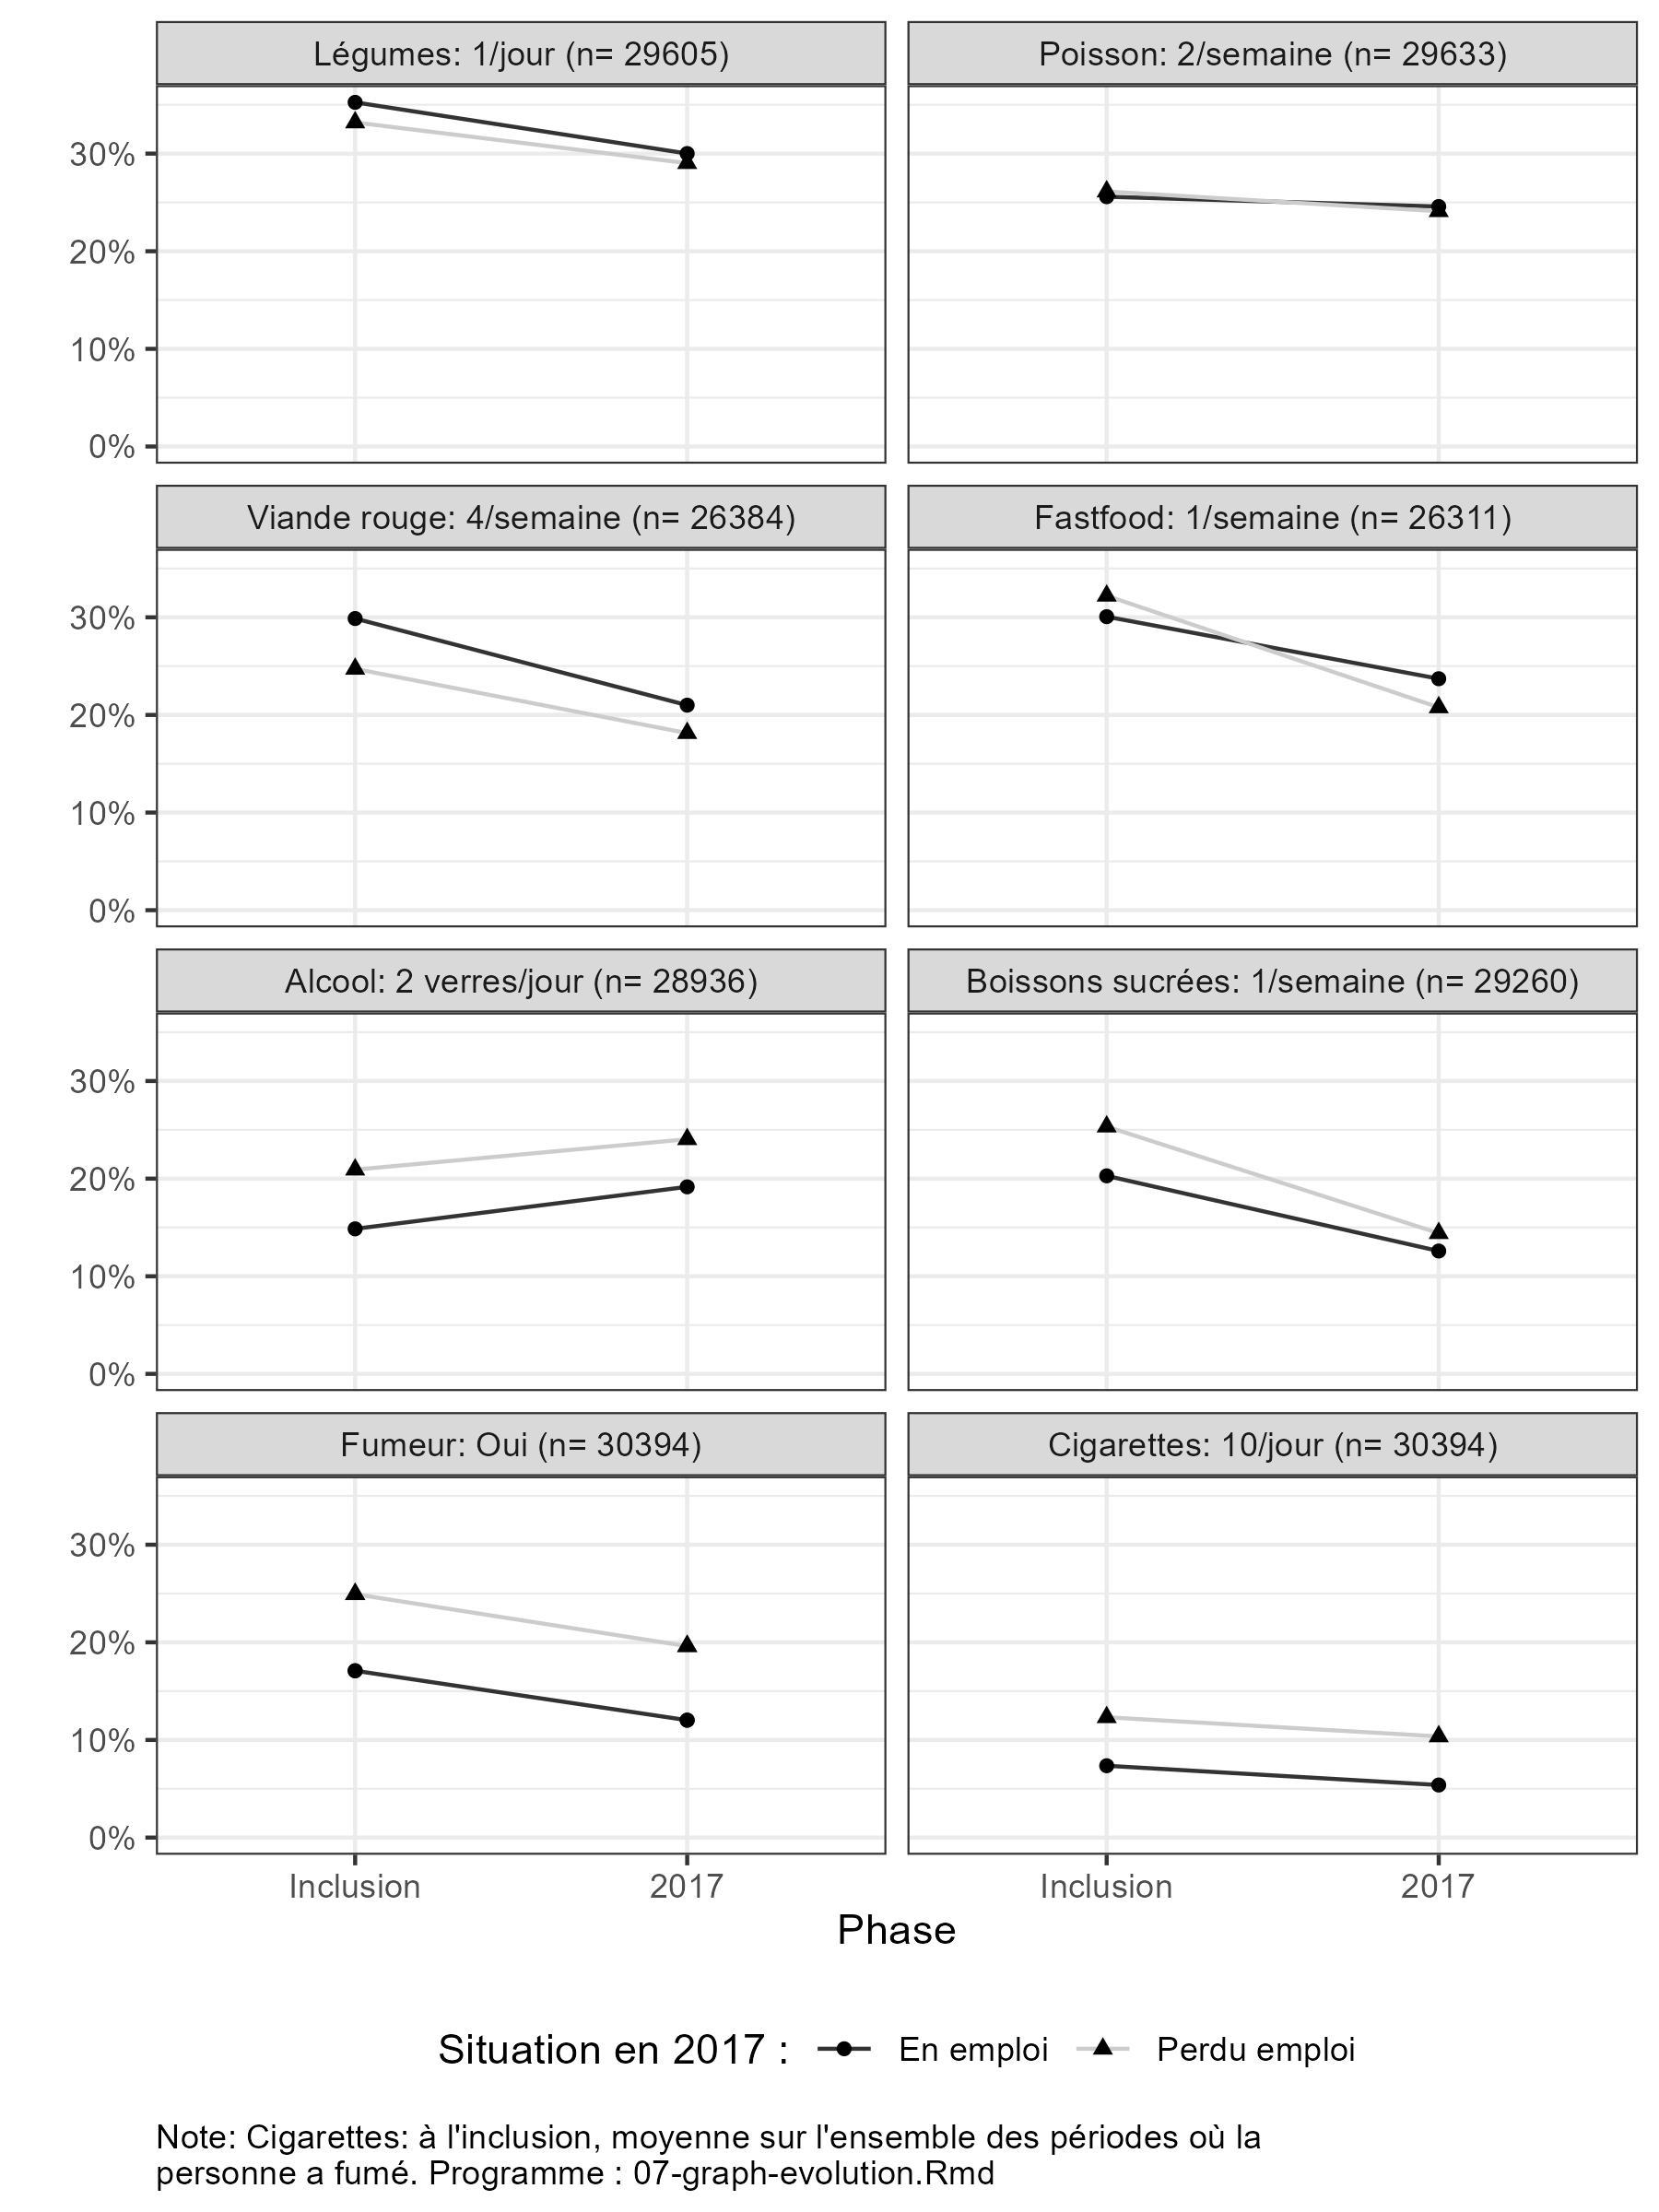 Légumes: 1/jour (n= 29605)
Poisson: 2/semaine (n= 29633)
30%
20%
10%
0%
Viande rouge: 4/semaine (n= 26384)
Fastfood: 1/semaine (n= 26311)
30%
20%
10%
0%
Alcool: 2 verres/jour (n= 28936)
Boissons sucrées: 1/semaine (n= 29260)
30%
20%
10%
0%
Fumeur: Oui (n= 30394)
Cigarettes: 10/jour (n= 30394)
30%
20%
10%
0%
Inclusion 2017 Inclusion 2017
Phase
Situation en 2017 : En emploi Perdu emploi
Note: Cigarettes: à l'inclusion, moyenne sur l'ensemble des périodes où la
personne a fumé. Programme : 07-graph-evolution.Rmd